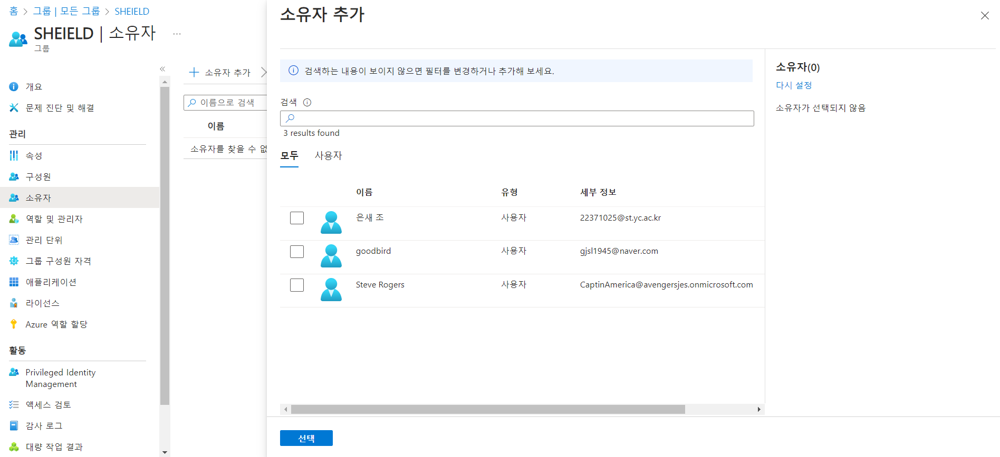 홈 > 그룹 | 모든 그룹 > SHEIELD
SHEIELD | 소유자 ...
그룹
«
개요
문제 진단 및 해결
관리
속성
구성원
소유자
역할 및 관리자
관리 단위
그룹 구성원 자격
애플리케이션
라이선스
Azure 역할 할당
활동
Privileged Identity
Management
액세스 검토
감사 로그
대량 작업 결과
소유자 추가
이름으로 검색
이름
소유자를 찾을 수 없
소유자 추가
검색하는 내용이 보이지 않으면 필터를 변경하거나 추가해 보세요.
검색
3 results found
모두 사용자
이름 유형 세부 정보
은새 조 사용자 22371025@st.yc.ac.kr
goodbird 사용자 gjsl1945@naver.com
Steve Rogers 사용자 CaptinAmerica@avengersjes.onmicrosoft.com
선택
소유자(0)
다시 설정
소유자가 선택되지 않음